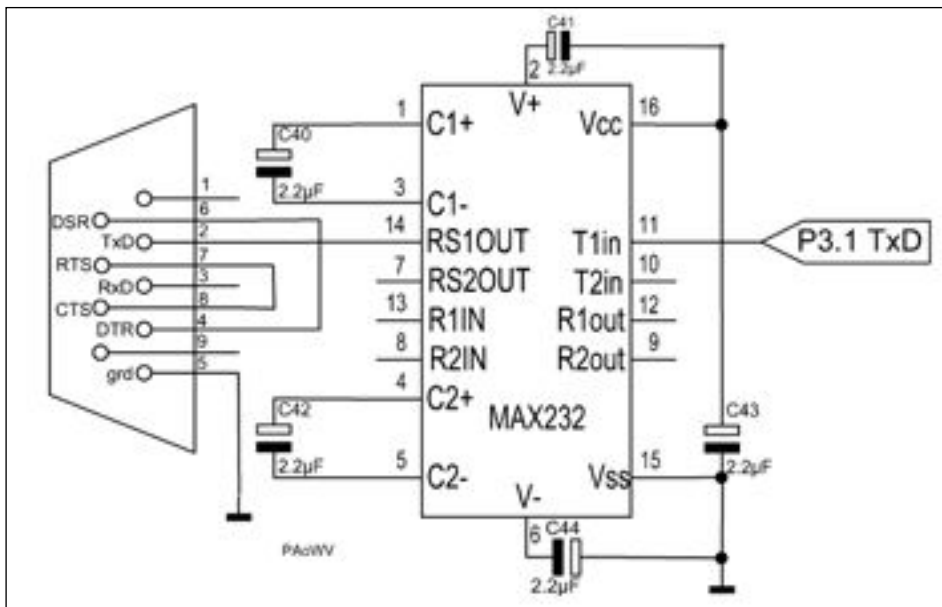 C41
2.2µF
2
V+
1
C1+
16
Vcc
C40
2.2µF
3
C1-
1
6
DSR
2
TxD
14
RS1OUT
T1in
11
P3.1 TxD
7
RTS
7
RS2OUT
T2in
10
3
RxD
8
CTS
13
R1IN
R1out
12
4
DTR
9
8
R2IN
R2out
9
5
grd
4
C2+
C42
2.2µF
MAX232
C43
2.2µF
5
C2-
Vss
15
V-
6
C44
2.2µF
PAoWV